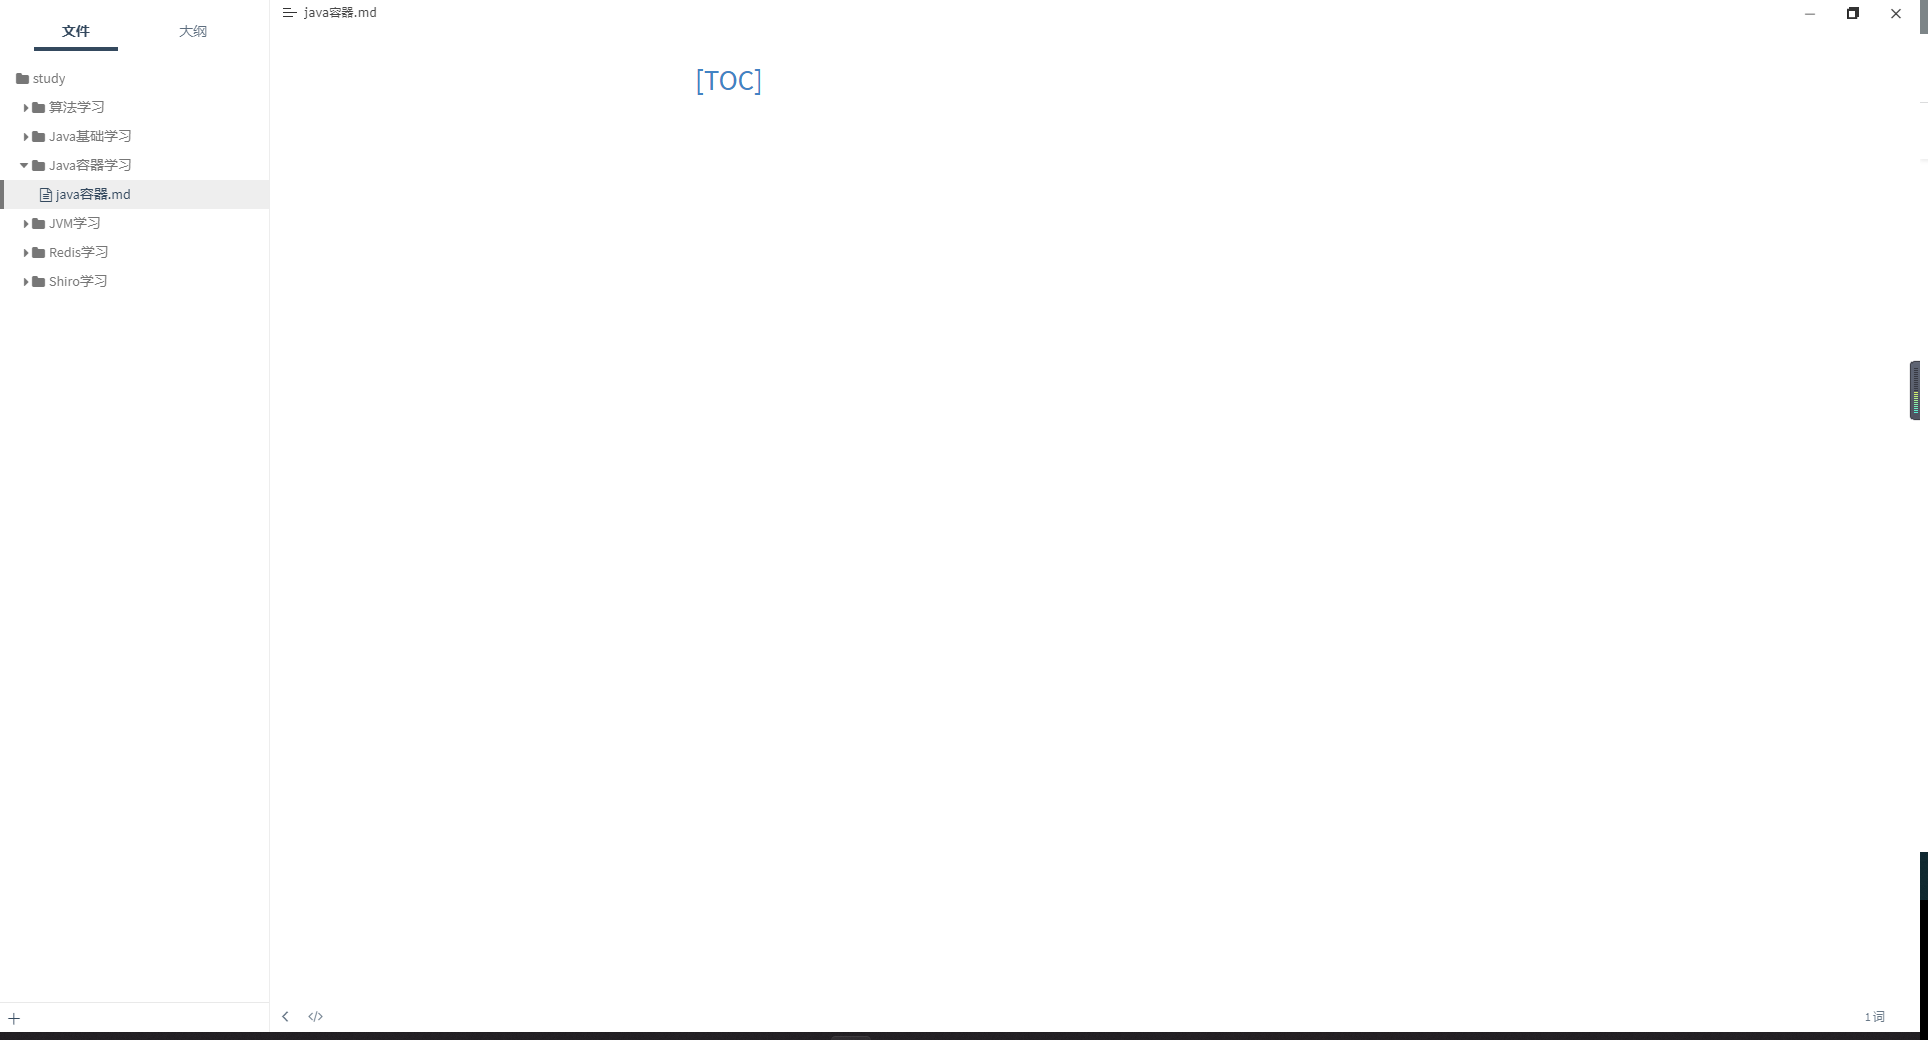 文件 大纲
study
算法学习
Java基础学习
Java容器学习
java容器.md
JVM学习
Redis学习
Shiro学习
java容器.md
[TOC]
</>
1 词